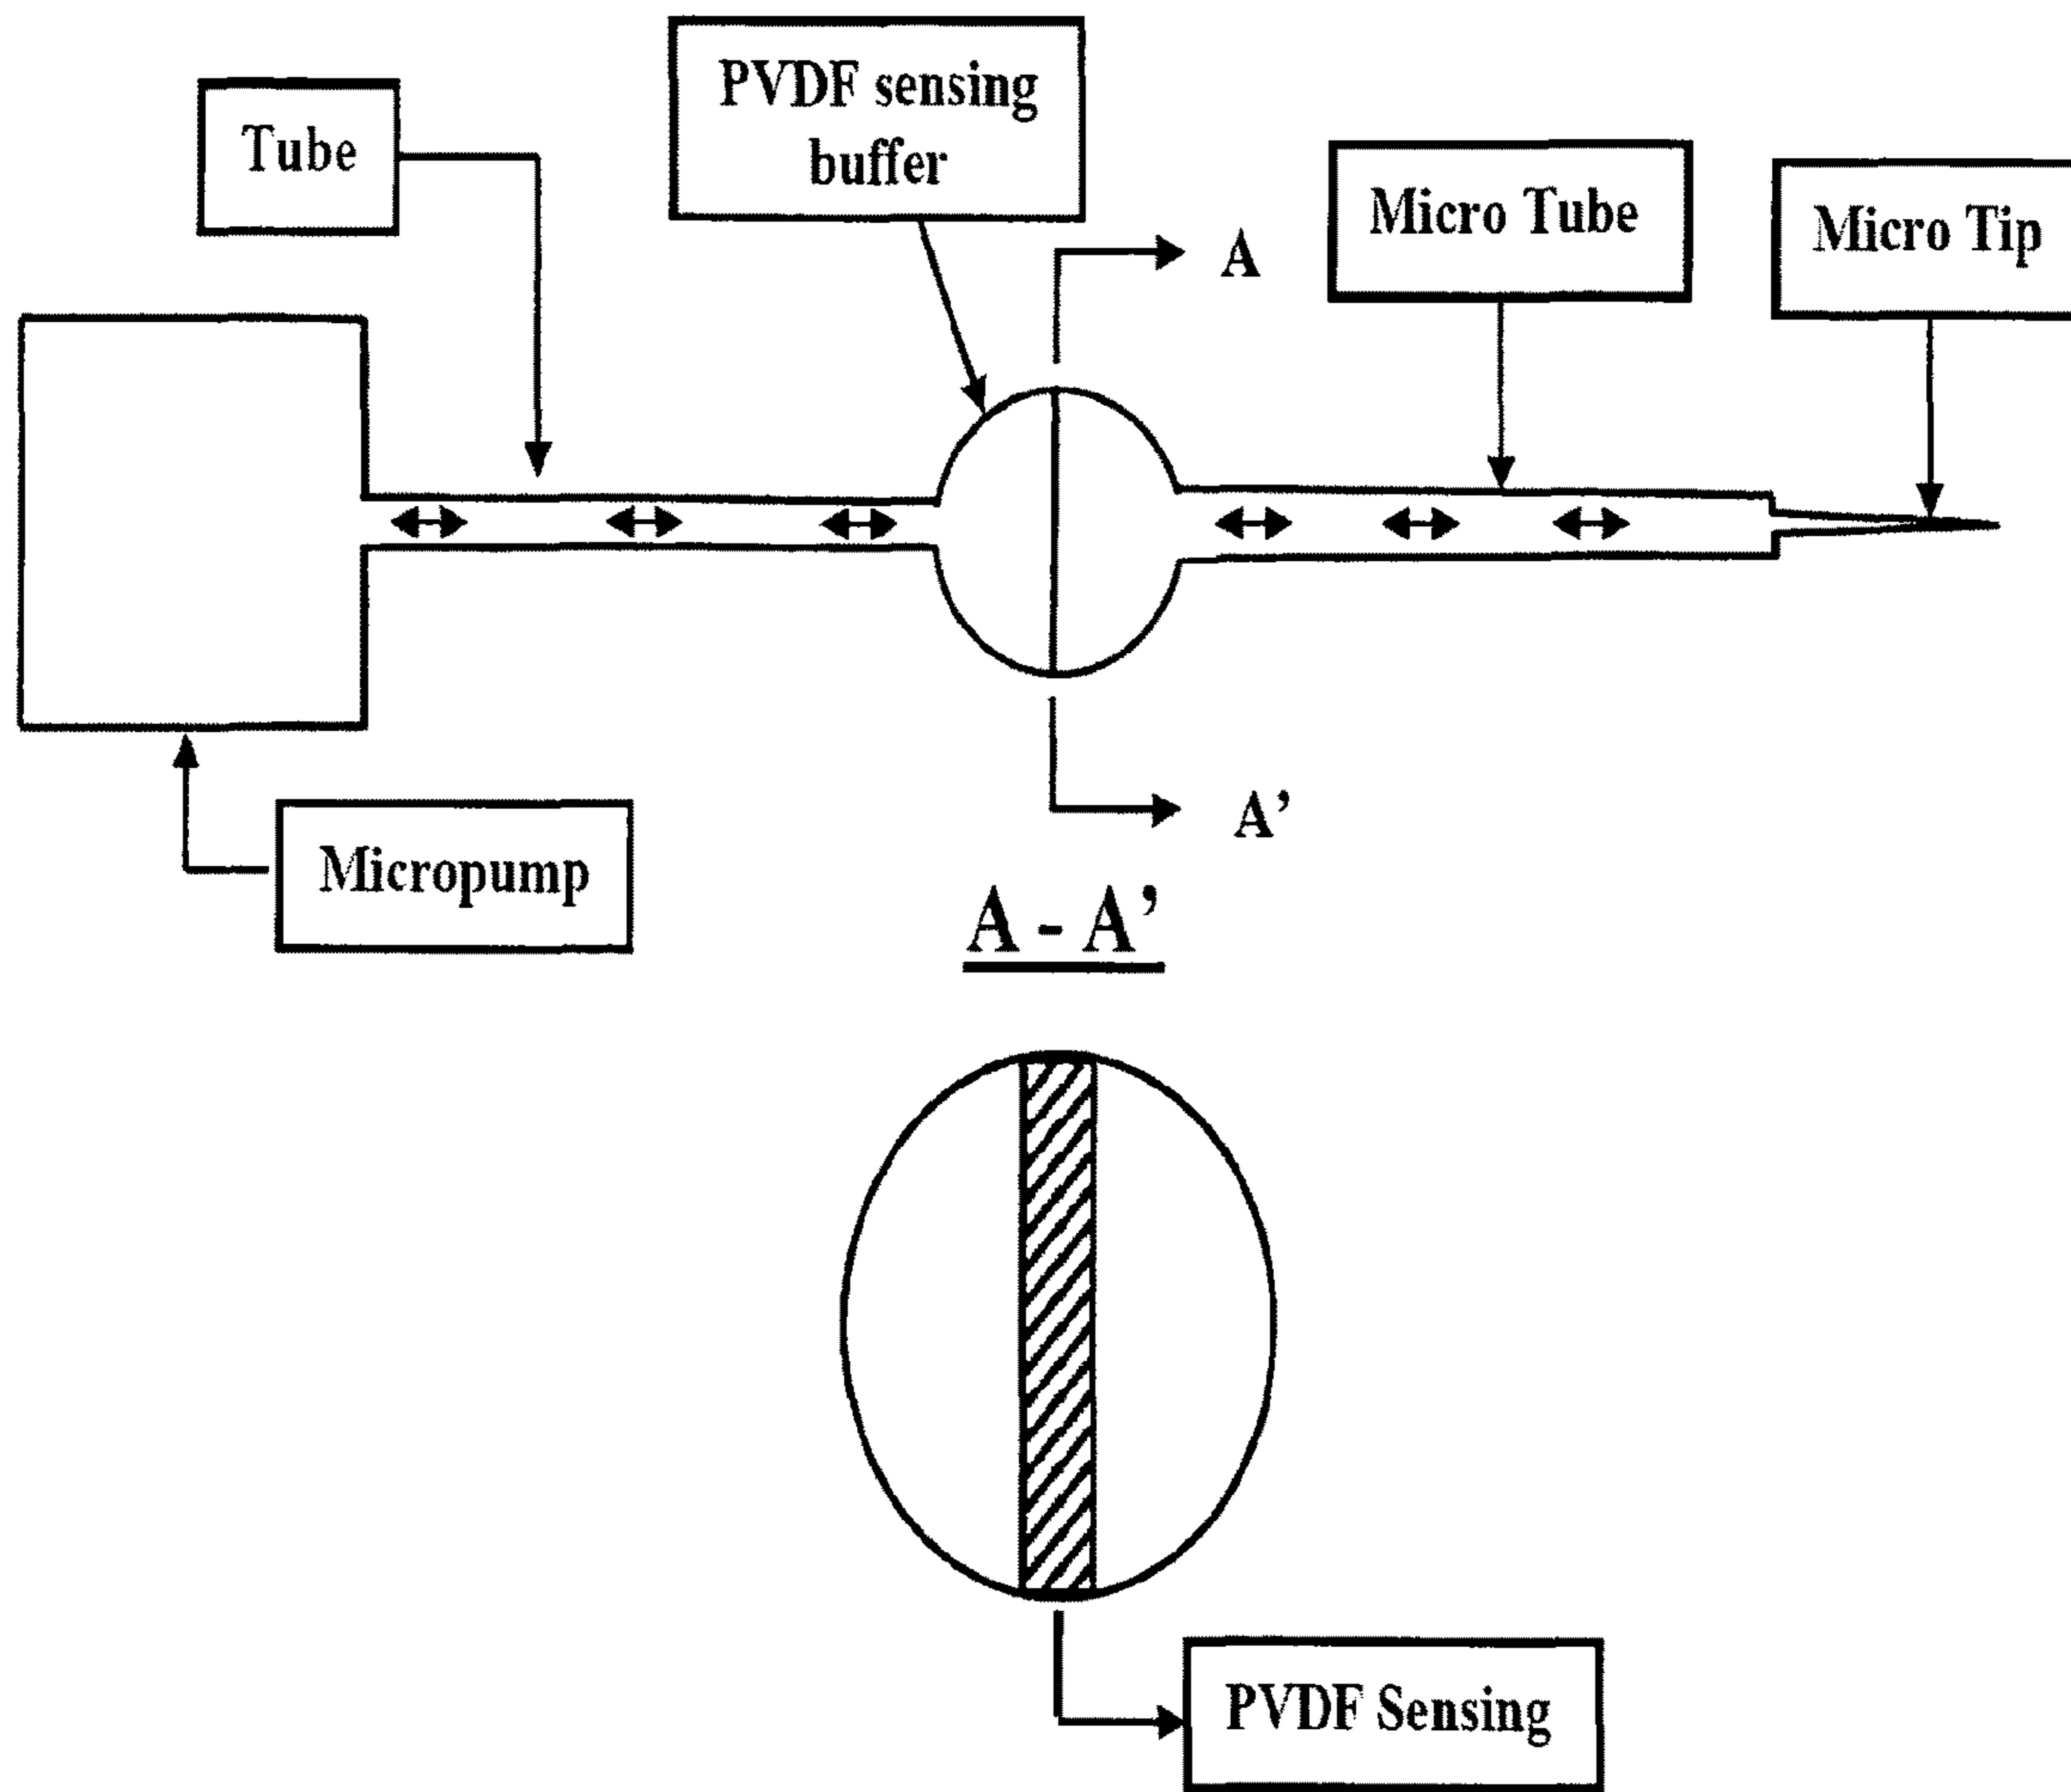 PVDF sensing
buffer
Tube
Micro Tube
Micro Tip
A
A’
Micropump
A - A’
PVDF Sensing